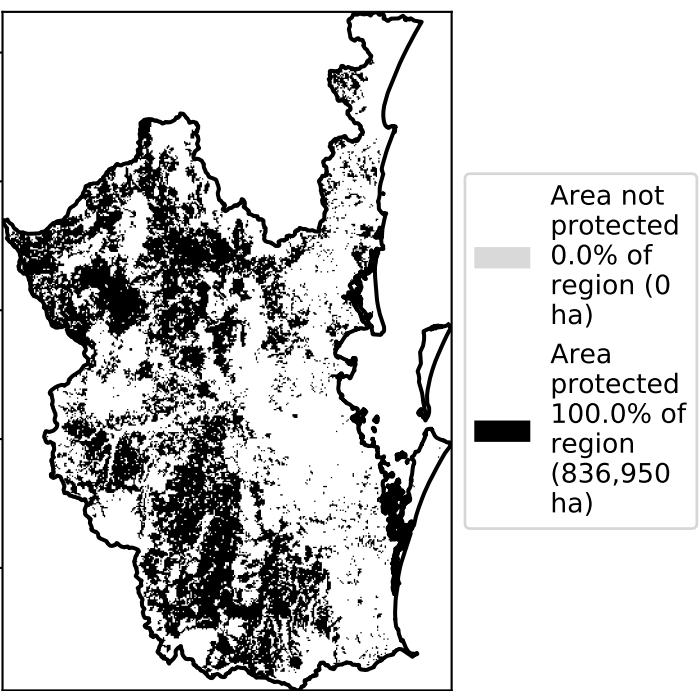 Area not
protected
0.0% of
region (0
ha)
Area
protected
100.0% of
region
(836,950
ha)